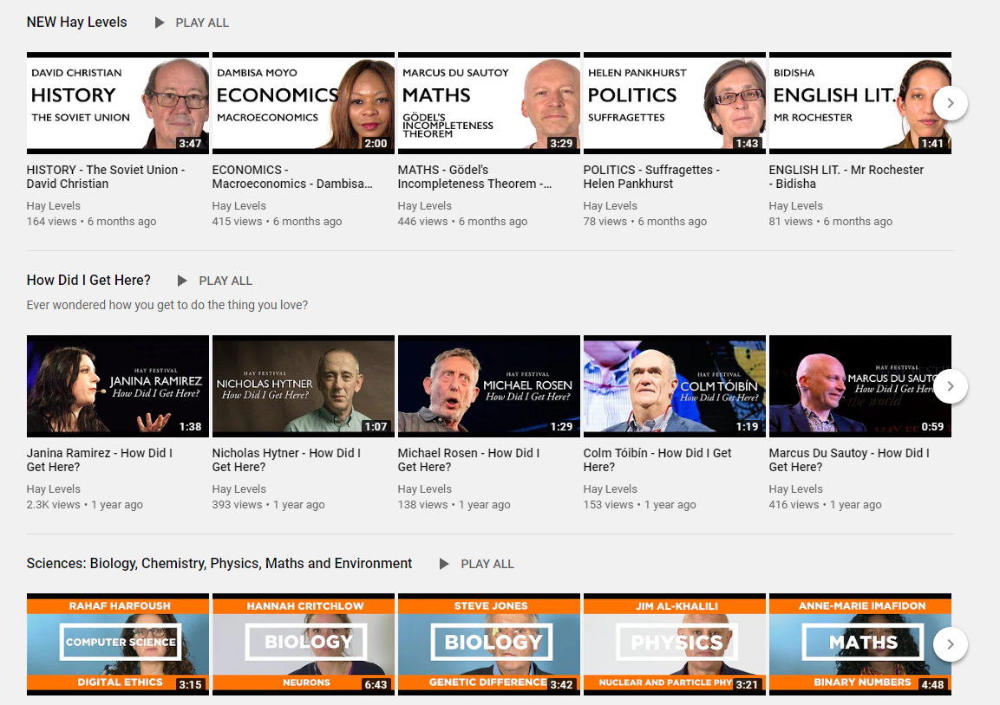 NEW Hay Levels
PLAY ALL
DAVID CHRISTIAN
HISTORY
THE SOVIET UNION
3:47
DAMBISA MOYO
ECONOMICS
MACROECONOMICS
2:00
MARCUS DU SAUTOY
MATHS
GÖDEL'S
INCOMPLETENESS
THEOREM
3:29
HELEN PANKHURST
POLITICS
SUFFRAGETTES
1:43
BIDISHA
ENGLISH LIT.
MR ROCHESTER
1:41
HISTORY - The Soviet Union -
David Christian
Hay Levels
164 views • 6 months ago
ECONOMICS -
Macroeconomics - Dambisa...
Hay Levels
415 views • 6 months ago
MATHS - Gödel's
Incompleteness Theorem -...
Hay Levels
446 views • 6 months ago
POLITICS - Suffragettes -
Helen Pankhurst
Hay Levels
78 views • 6 months ago
ENGLISH LIT. - Mr Rochester
- Bidisha
Hay Levels
81 views • 6 months ago
How Did I Get Here?
PLAY ALL
Ever wondered how you get to do the thing you love?
HAY FESTIVAL
JANINA RAMIREZ
How Did I Get Here?
1:38
HAY FESTIVAL
NICHOLAS HYTNER
How Did I Get Here?
1:07
HAY FESTIVAL
MICHAEL ROSEN
How Did I Get Here?
1:29
HAY FESTIVAL
COLM TÓIBÍN
How Did I Get Here?
1:19
HAY FESTIVAL
MARCUS DU SAUTO
How Did I Get Her
the world
0:59
Janina Ramirez - How Did I
Get Here?
Hay Levels
2.3K views • 1 year ago
Nicholas Hytner - How Did I
Get Here?
Hay Levels
393 views • 1 year ago
Michael Rosen - How Did I
Get Here?
Hay Levels
138 views • 1 year ago
Colm Tóibín - How Did I Get
Here?
Hay Levels
153 views • 1 year ago
Marcus Du Sautoy - How Did I
Get Here?
Hay Levels
416 views • 1 year ago
Sciences: Biology, Chemistry, Physics, Maths and Environment
PLAY ALL
RAHAF HARFOUSH
COMPUTER SCIENCE
DIGITAL ETHICS
3:15
HANNAH CRITCHLOW
BIOLOGY
NEURONS
6:43
STEVE JONES
BIOLOGY
GENETIC DIFFERENCE
3:42
JIM AL-KHALILI
PHYSICS
NUCLEAR AND PARTICLE PHY
3:21
ANNE-MARIE IMAFIDON
MATHS
BINARY NUMBERS
4:48